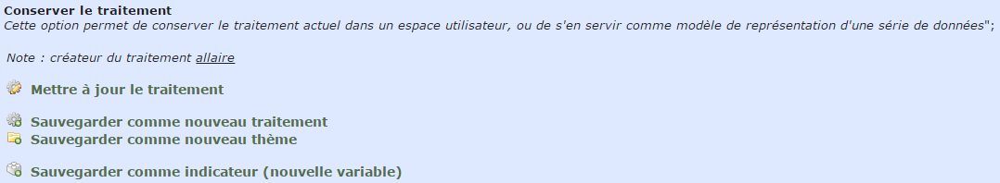 Conserver le traitement
Cette option permet de conserver le traitement actuel dans un espace utilisateur, ou de s'en servir comme modèle de représentation d'une série de données";
Note : créateur du traitement allaire
Mettre à jour le traitement
Sauvegarder comme nouveau traitement
Sauvegarder comme nouveau thème
Sauvegarder comme indicateur (nouvelle variable)